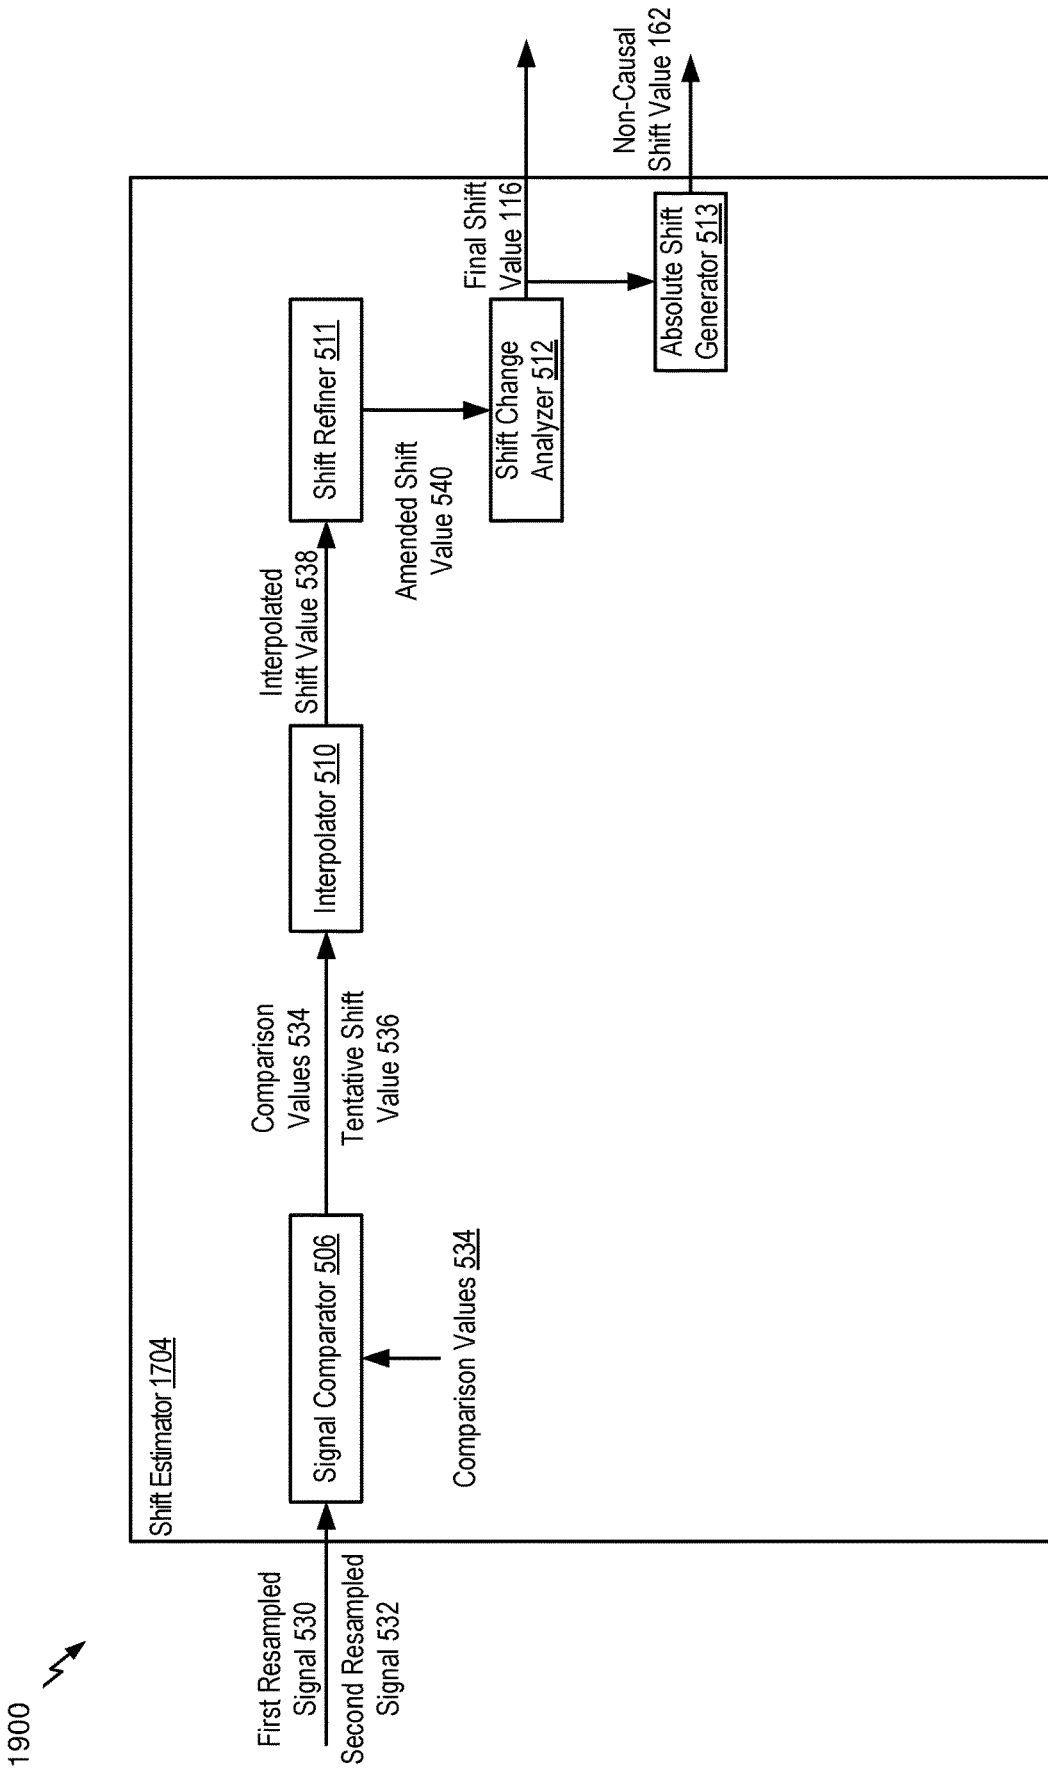 1900
First Resampled
Signal 530
Second Resampled
Signal 532
Shift Estimator 1704
Signal Comparator 506
Comparison Values 534
Comparison
Values 534
Tentative Shift
Value 536
Interpolator 510
Interpolated
Shift Value 538
Shift Refiner 511
Amended Shift
Value 540
Shift Change
Analyzer 512
Final Shift
Value 116
Absolute Shift
Generator 513
Non-Causal
Shift Value 162